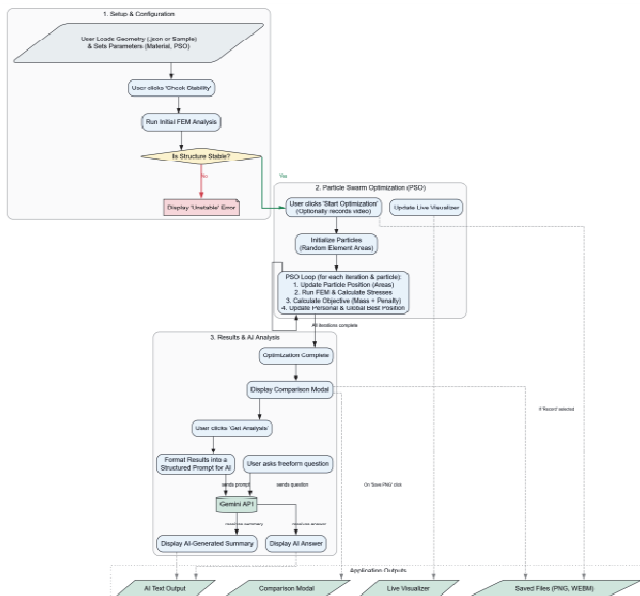 1. Setup & Configuration
User Loads Geometry (.json or Sample)
& Sets Parameters (Material, PSO)
User clicks 'Check Stability'
Run Initial FEM Analysis
Is Structure Stable?
No
Yes
Display 'Unstable' Error
2. Particle Swarm Optimization (PSO)
User clicks 'Start Optimization'
(Optionally records video)
Update Live Visualizer
Initialize Particles
(Random Element Areas)
PSO Loop (for each iteration & particle):
1. Update Particle Position (Areas)
2. Run FEM & Calculate Stresses
3. Calculate Objective (Mass + Penalty)
4. Update Personal & Global Best Position
All iterations complete
3. Results & AI Analysis
Optimization Complete
Display Comparison Modal
If 'Record' selected
User clicks 'Get Analysis'
Format Results into a
Structured Prompt for AI
User asks freeform question
sends prompt
sends question
On 'Save PNG' click
Gemini API
receives summary
receives answer
Display AI-Generated Summary
Display AI Answer
Application Outputs
AI Text Output
Comparison Modal
Live Visualizer
Saved Files (PNG, WEBM)